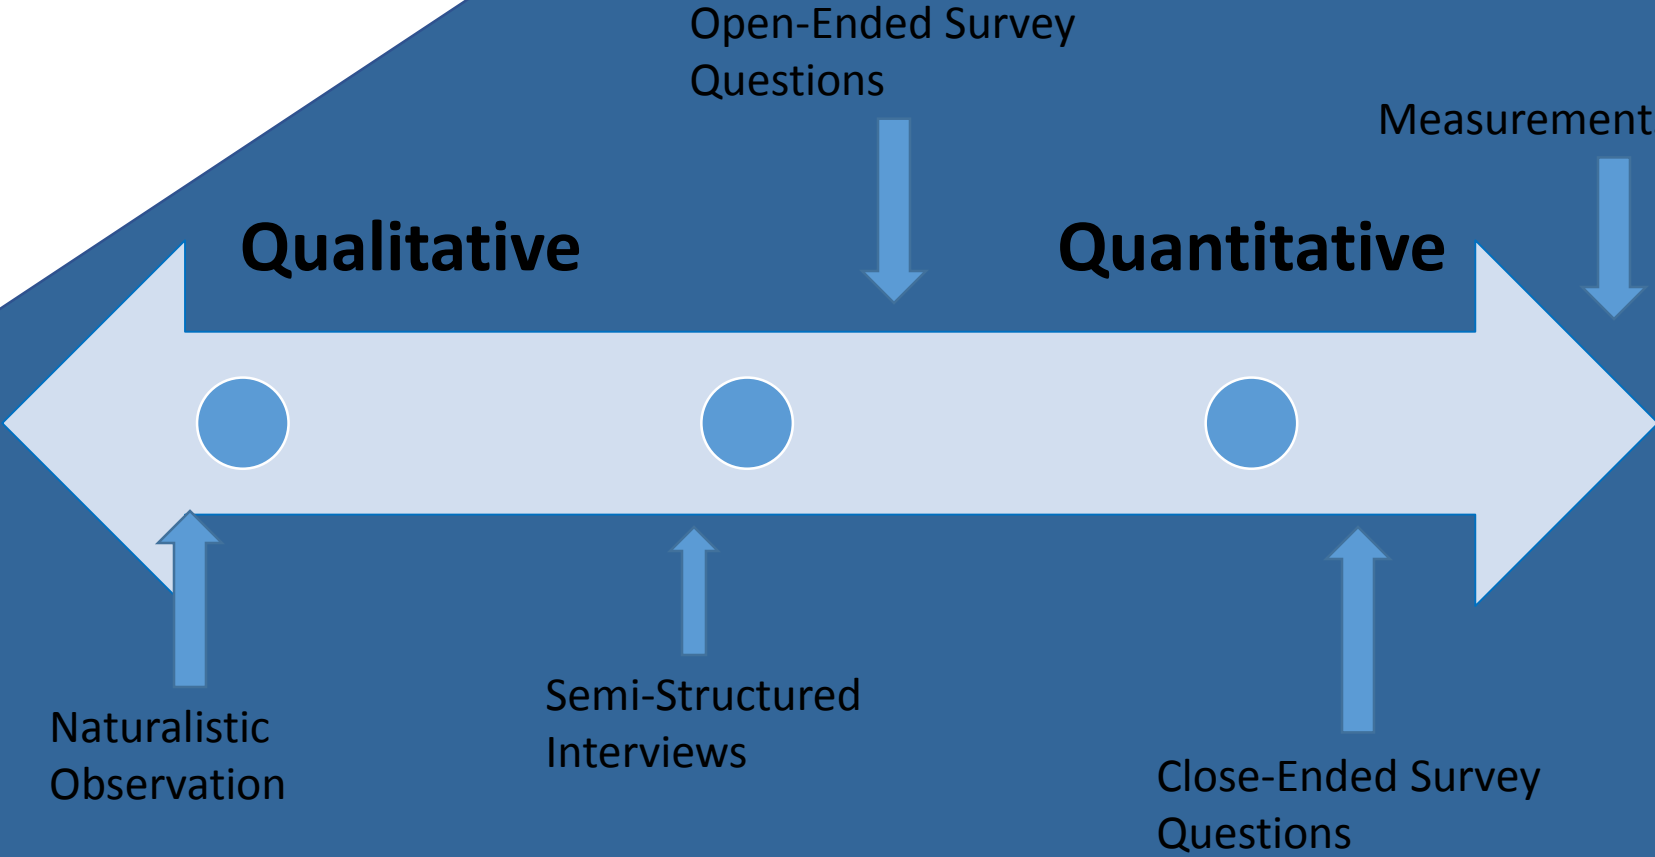 Open-Ended Survey
Questions
Measurement
Qualitative
Quantitative
Naturalistic
Observation
Semi-Structured
Interviews
Close-Ended Survey
Questions